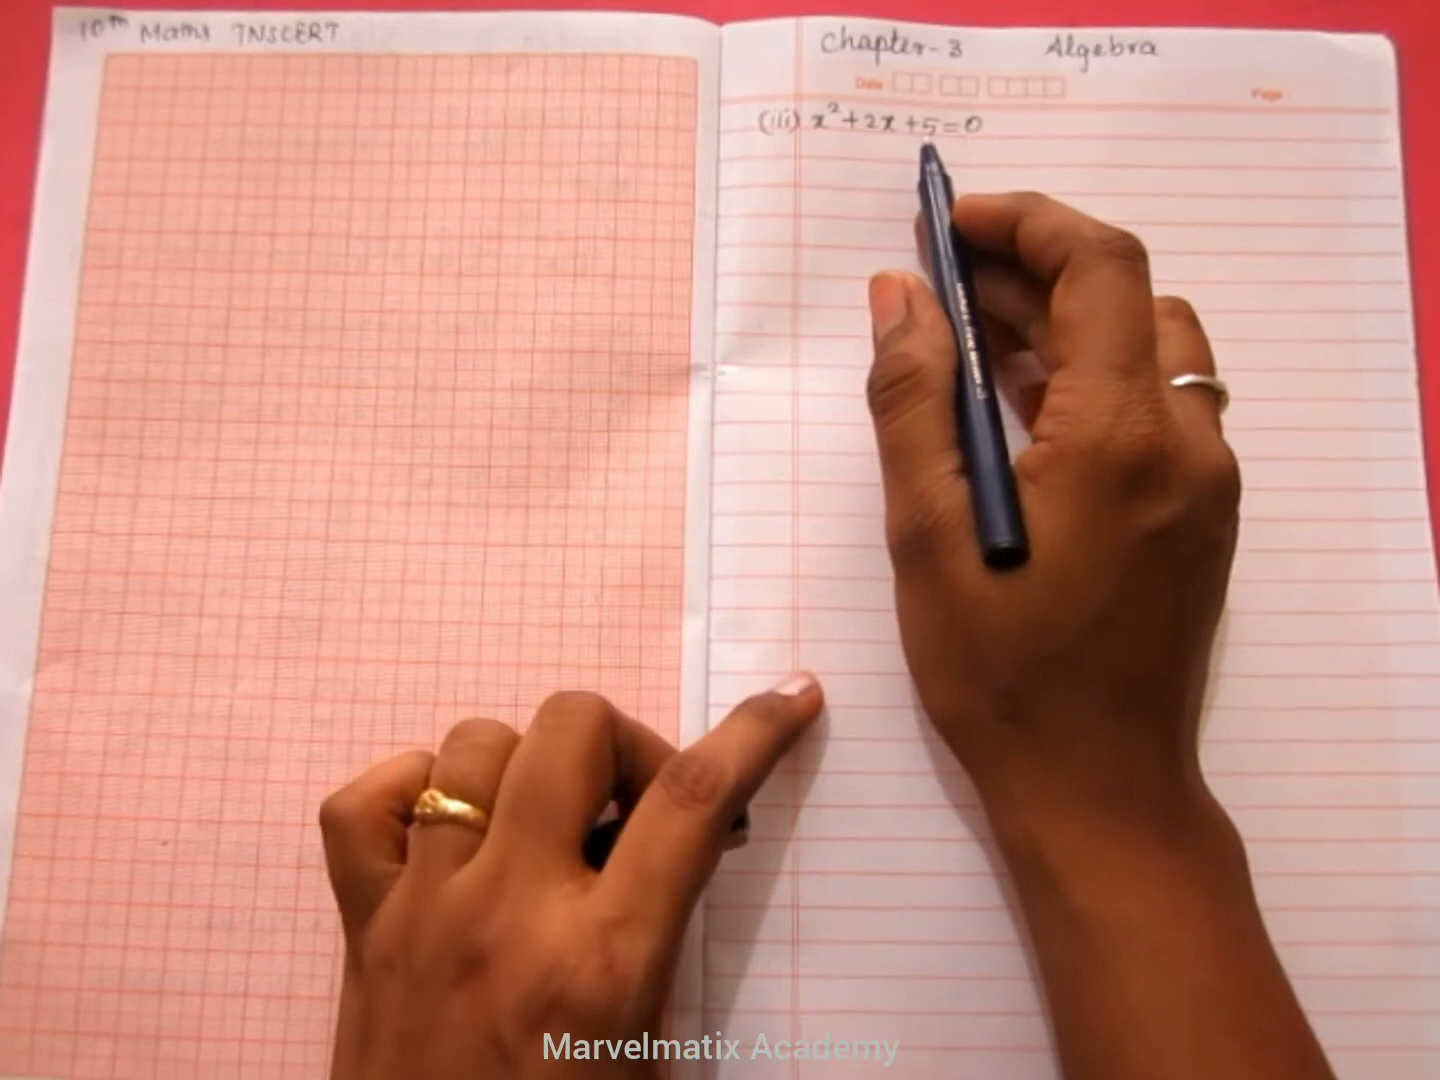 10th Maths TNSCERT
Chapter-3 Algebra
Date Page
(iii) x²+2x+5=0
Marvelmatix Academy